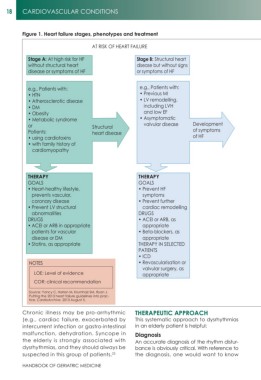 18 CARDIOVASCULAR CONDITIONS
Figure 1. Heart failure stages, phenotypes and treatment
AT RISK OF HEART FAILURE
Stage A: At high risk for HF
without structural heart
disease or symptoms of HF
e.g., Patients with:
• HTN
• Atherosclerotic disease
• DM
• Obesity
• Metabolic syndrome
or
Patients
• using cardiotoxins
• with family history of
cardiomyopathy
Structural
heart disease
Stage B: Structural heart
disease but without signs
or symptoms of HF
e.g., Patients with:
• Previous MI
• LV remodelling,
including LVH
and low EF
• Asymptomatic
valvular disease
Development
of symptoms
of HF
THERAPY
GOALS
• Heart healthy lifestyle,
prevents vascular,
coronary disease
• Prevent LV structural
abnormalities
DRUGS
• ACEI or ARB in appropriate
patients for vascular
disease or DM
• Statins, as appropriate
THERAPY
GOALS
• Prevent HF
symptoms
• Prevent further
cardiac remodelling
DRUGS
• ACEI or ARB, as
appropriate
• Beta-blockers, as
appropriate
THERAPY IN SELECTED
PATIENTS
• ICD
• Revascularisation or
valvular surgery, as
appropriate
NOTES
LOE: Level of evidence
COR: clinical recommendation
Chronic illness may be pro-arrhythmic
(e.g., cardiac failure, exacerbated by
intercurrent infection or gastro-intestinal
malfunction, dehydration. Syncope in
the elderly is strongly associated with
dysrhythmia, and they should always be
suspected in this group of patients.
THERAPEUTIC APPROACH
This systematic approach to dysrhythmias
in an elderly patient is helpful:
Diagnosis
An accurate diagnosis of the rhythm distur-
bance is obviously critical. With reference to
the diagnosis, one would want to know
HANDBOOK OF GERIATRIC MEDICINE